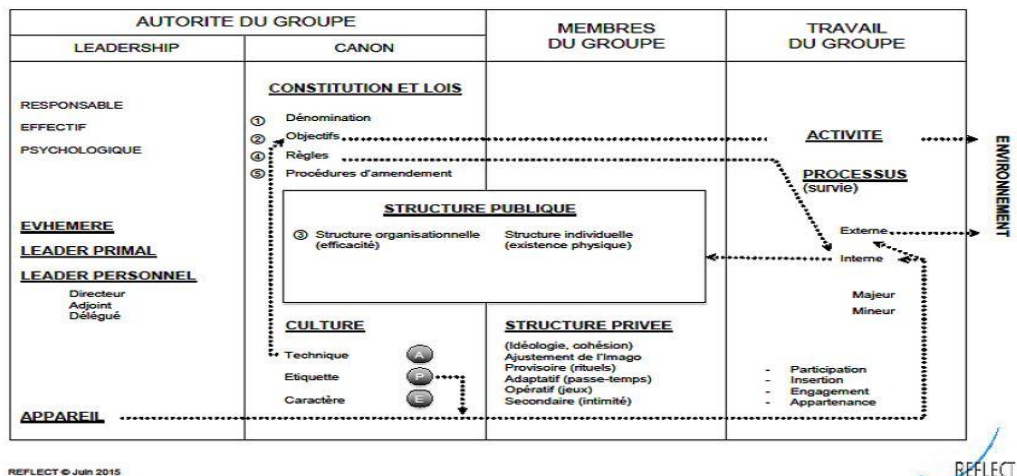 AUTORITE DU GROUPE
MEMBRES
DU GROUPE
TRAVAIL
DU GROUPE
LEADERSHIP
CANON
RESPONSABLE
EFFECTIF
PSYCHOLOGIQUE
EVHEMERE
LEADER PRIMAL
LEADER PERSONNEL
Directeur
Adjoint
Délégué
APPAREIL
CONSTITUTION ET LOIS
① Dénomination
② Objectifs
④ Règles
⑤ Procédures d'amendement
STRUCTURE PUBLIQUE
③ Structure organisationnelle
(efficacité)
Structure individuelle
(existence physique)
CULTURE
Technique A
Etiquette P
Caractère E
STRUCTURE PRIVEE
(Idéologie, cohésion)
Ajustement de l'Imago
Provisoire (rituels)
Adaptatif (passe-temps)
Opératif (jeux)
Secondaire (intimité)
ACTIVITE
PROCESSUS
(survie)
Externe
Interne
Majeur
Mineur
- Participation
- Insertion
- Engagement
- Appartenance
ENVIRONNEMENT
REFLECT © Juin 2015
REFLECT